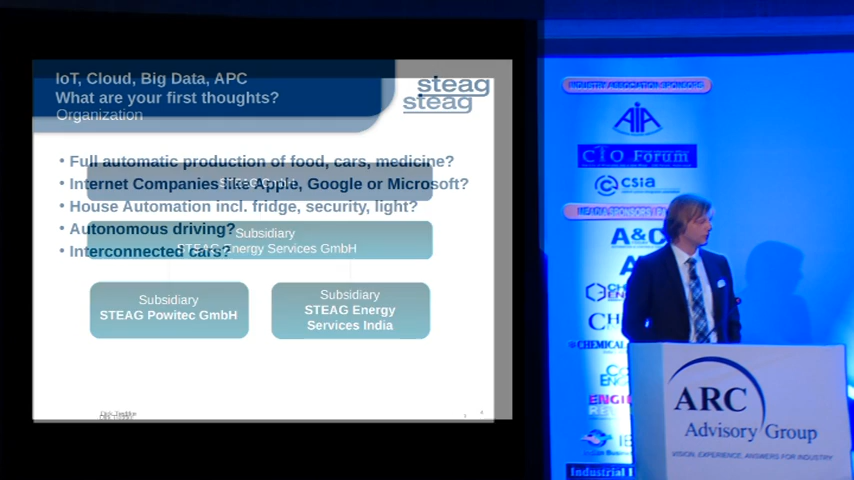 IoT, Cloud, Big Data, APC
What are your first thoughts?
Organization
steag
steag
• Full automatic production of food, cars, medicine?
• Internet Companies like Apple, Google or Microsoft?
• House Automation incl. fridge, security, light?
• Autonomous driving?
• Interconnected cars?
Subsidiary
STEAG Energy Services GmbH
Subsidiary
STEAG Powitec GmbH
Subsidiary
STEAG Energy
Services India
INDUSTRY ASSOCIATION SPONSORS
AIA
CTO Forum
csia
MEDIA SPONSORS
A&C
CHEMICAL
ARC
Advisory Group
VISION, EXPERIENCE, ANSWERS FOR INDUSTRY
Industrial